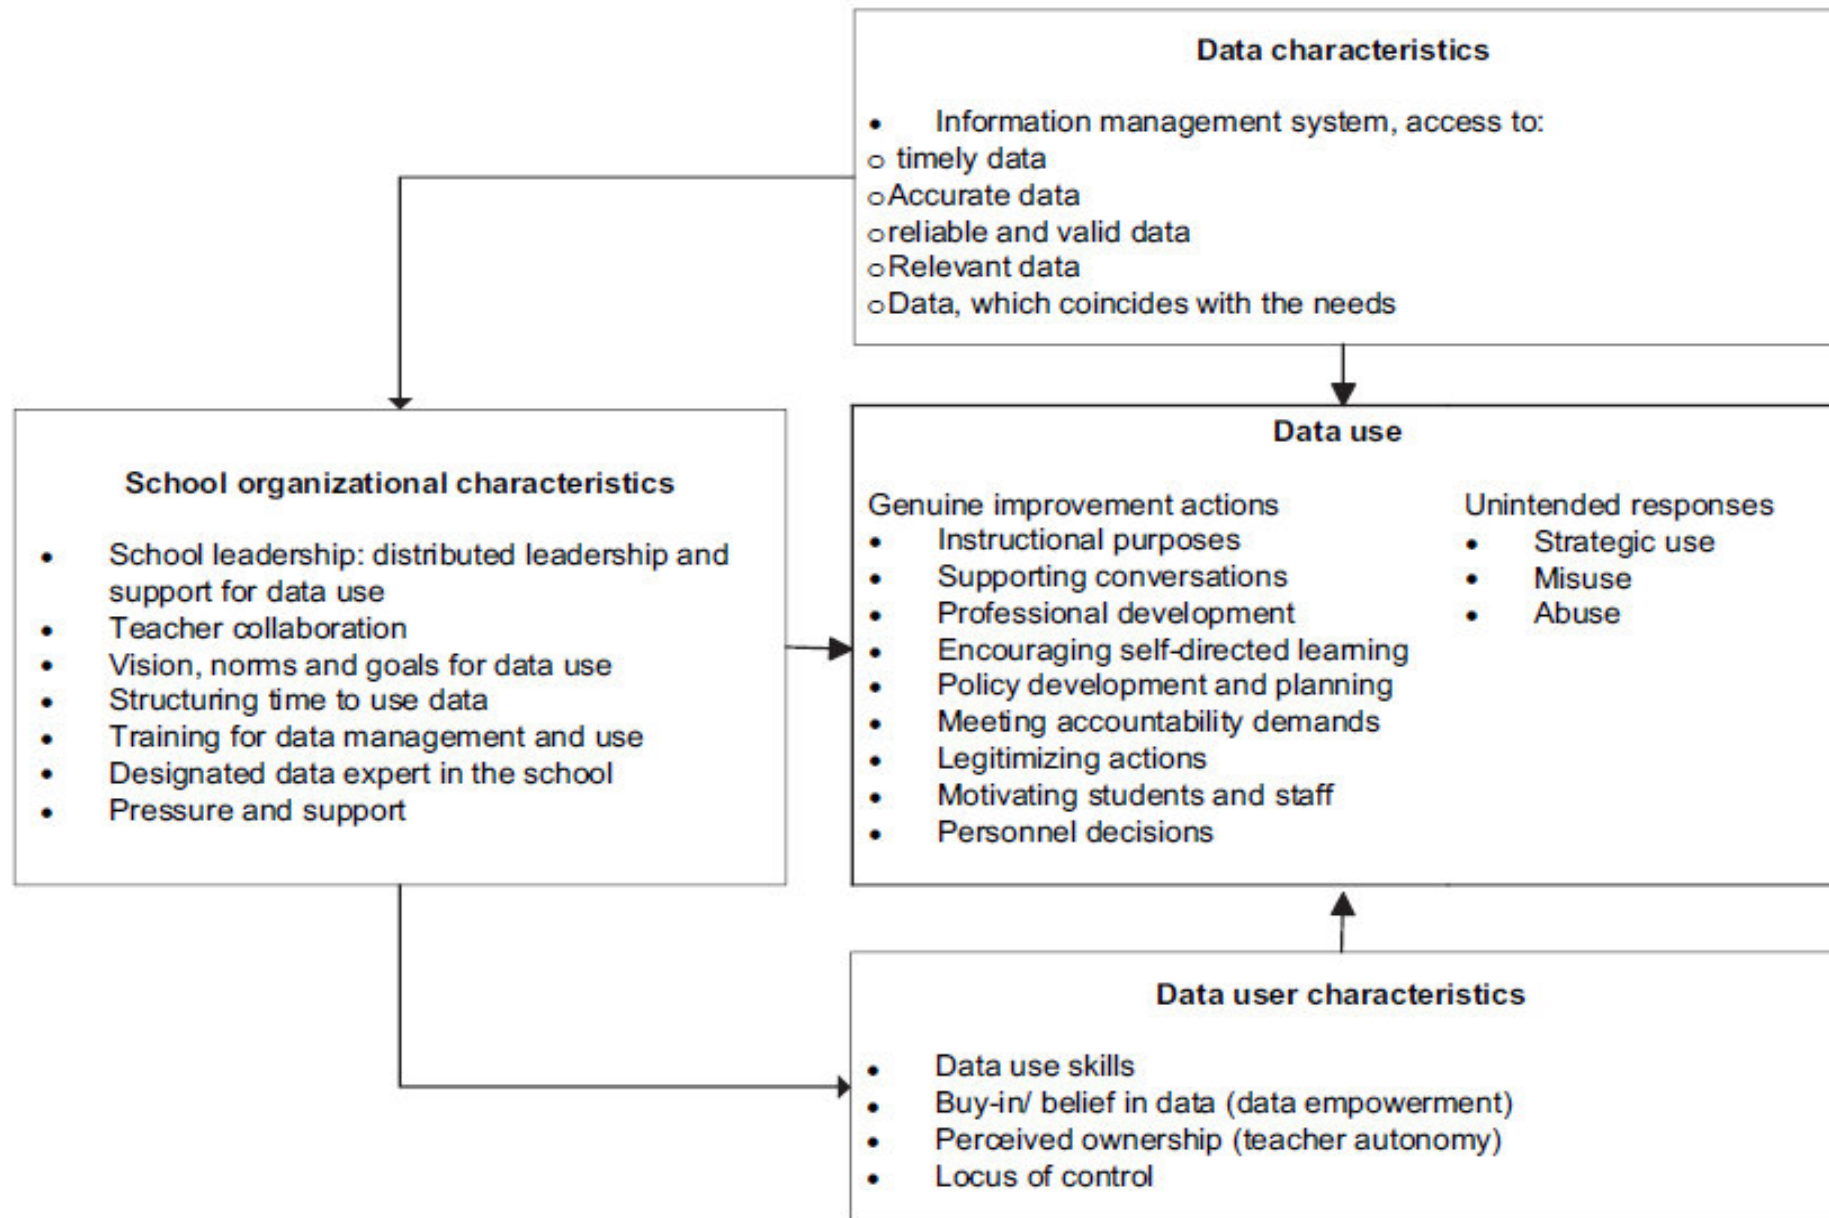 Data characteristics
• Information management system, access to:
o timely data
o Accurate data
o reliable and valid data
o Relevant data
o Data, which coincides with the needs
School organizational characteristics
• School leadership: distributed leadership and
support for data use
• Teacher collaboration
• Vision, norms and goals for data use
• Structuring time to use data
• Training for data management and use
• Designated data expert in the school
• Pressure and support
Data use
Genuine improvement actions
• Instructional purposes
• Supporting conversations
• Professional development
• Encouraging self-directed learning
• Policy development and planning
• Meeting accountability demands
• Legitimizing actions
• Motivating students and staff
• Personnel decisions
Unintended responses
• Strategic use
• Misuse
• Abuse
Data user characteristics
• Data use skills
• Buy-in/ belief in data (data empowerment)
• Perceived ownership (teacher autonomy)
• Locus of control